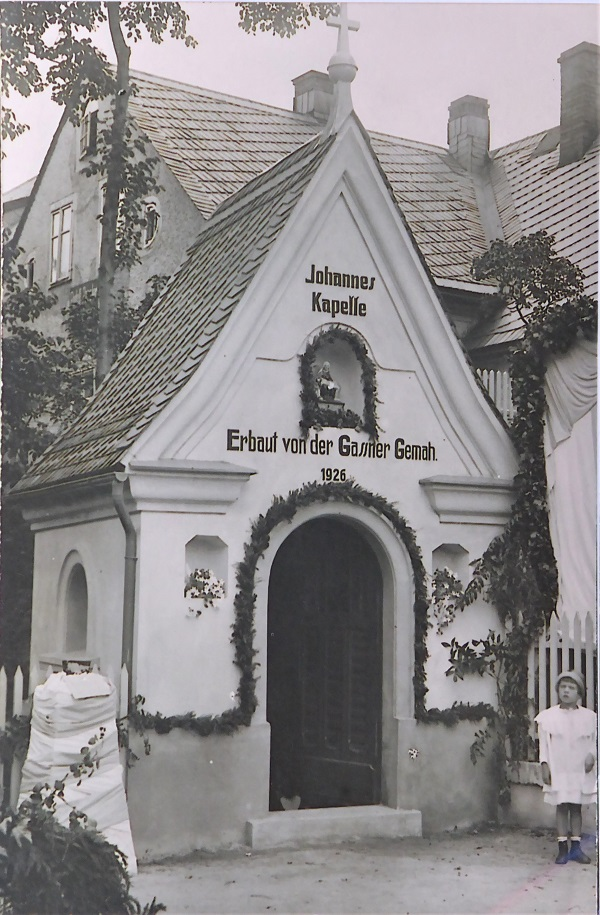 Johannes
Kapelle
Erbaut von der Gassner Gemah.
1926